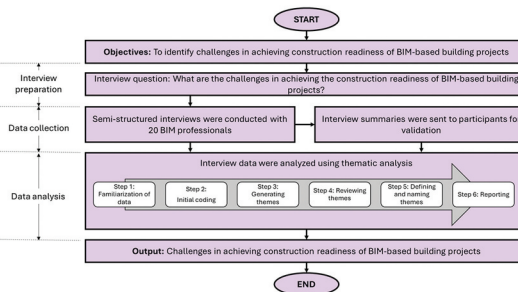 START
Objectives: To identify challenges in achieving construction readiness of BIM-based building projects
Interview
preparation
Interview question: What are the challenges in achieving the construction readiness of BIM-based building
projects?
Data collection
Semi-structured interviews were conducted with
20 BIM professionals
Interview summaries were sent to participants for
validation
Data analysis
Interview data were analyzed using thematic analysis
Step 1:
Familiarization of
data
Step 2:
Initial coding
Step 3:
Generating
themes
Step 4: Reviewing
themes
Step 5: Defining
and naming
themes
Step 6: Reporting
Output: Challenges in achieving construction readiness of BIM-based building projects
END